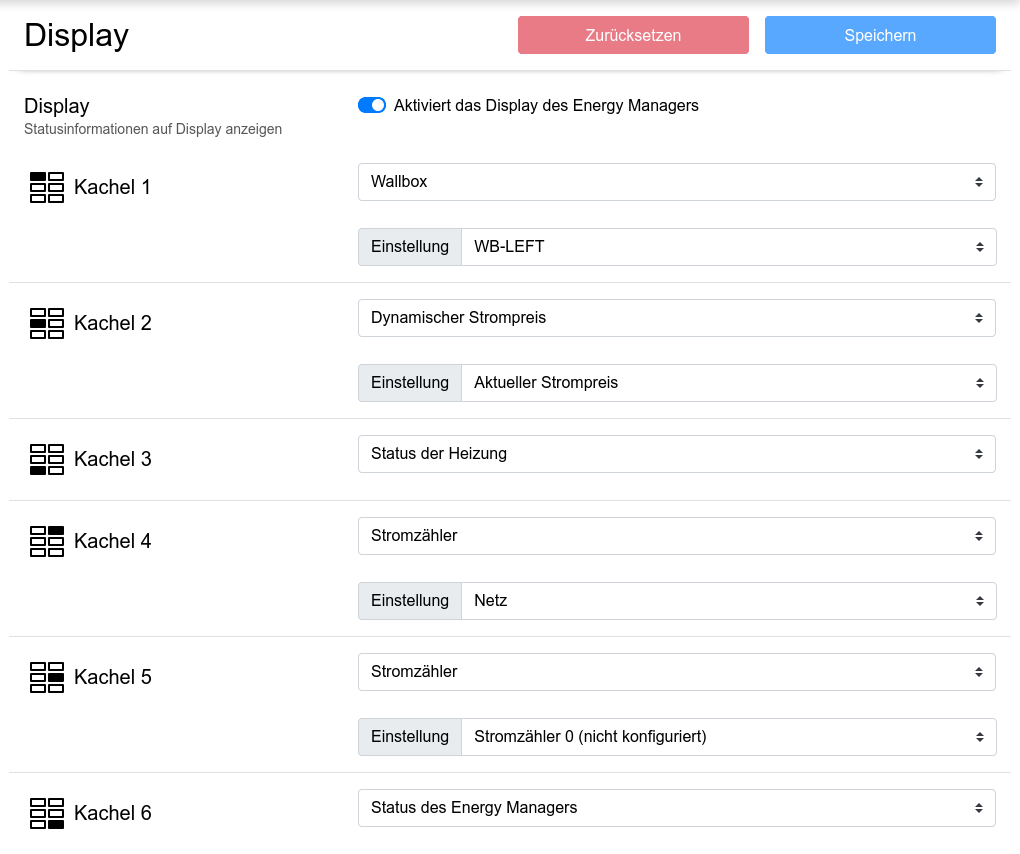 Display
Zurücksetzen
Speichern
Display
Statusinformationen auf Display anzeigen
Aktiviert das Display des Energy Managers
Kachel 1
Wallbox
Einstellung
WB-LEFT
Kachel 2
Dynamischer Strompreis
Einstellung
Aktueller Strompreis
Kachel 3
Status der Heizung
Kachel 4
Stromzähler
Einstellung
Netz
Kachel 5
Stromzähler
Einstellung
Stromzähler 0 (nicht konfiguriert)
Kachel 6
Status des Energy Managers